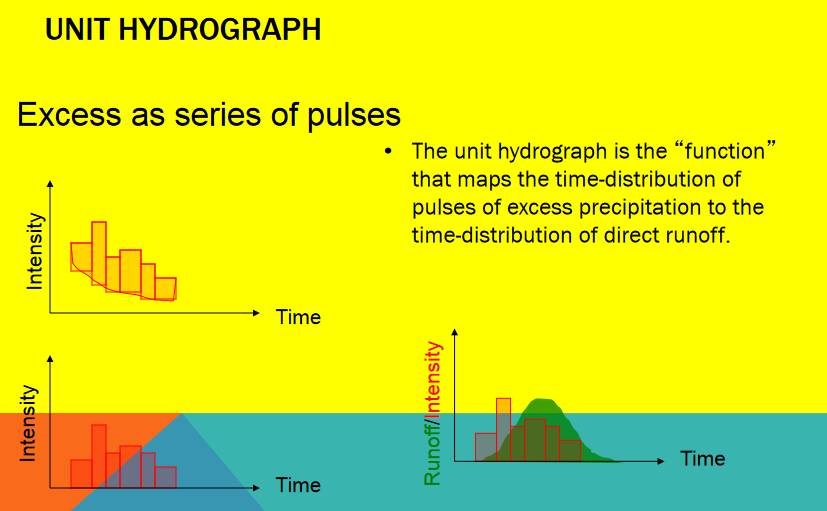 UNIT HYDROGRAPH
Excess as series of pulses
• The unit hydrograph is the “function”
that maps the time-distribution of
pulses of excess precipitation to the
time-distribution of direct runoff.
Intensity
Time
Intensity
Time
Runoff/Intensity
Time